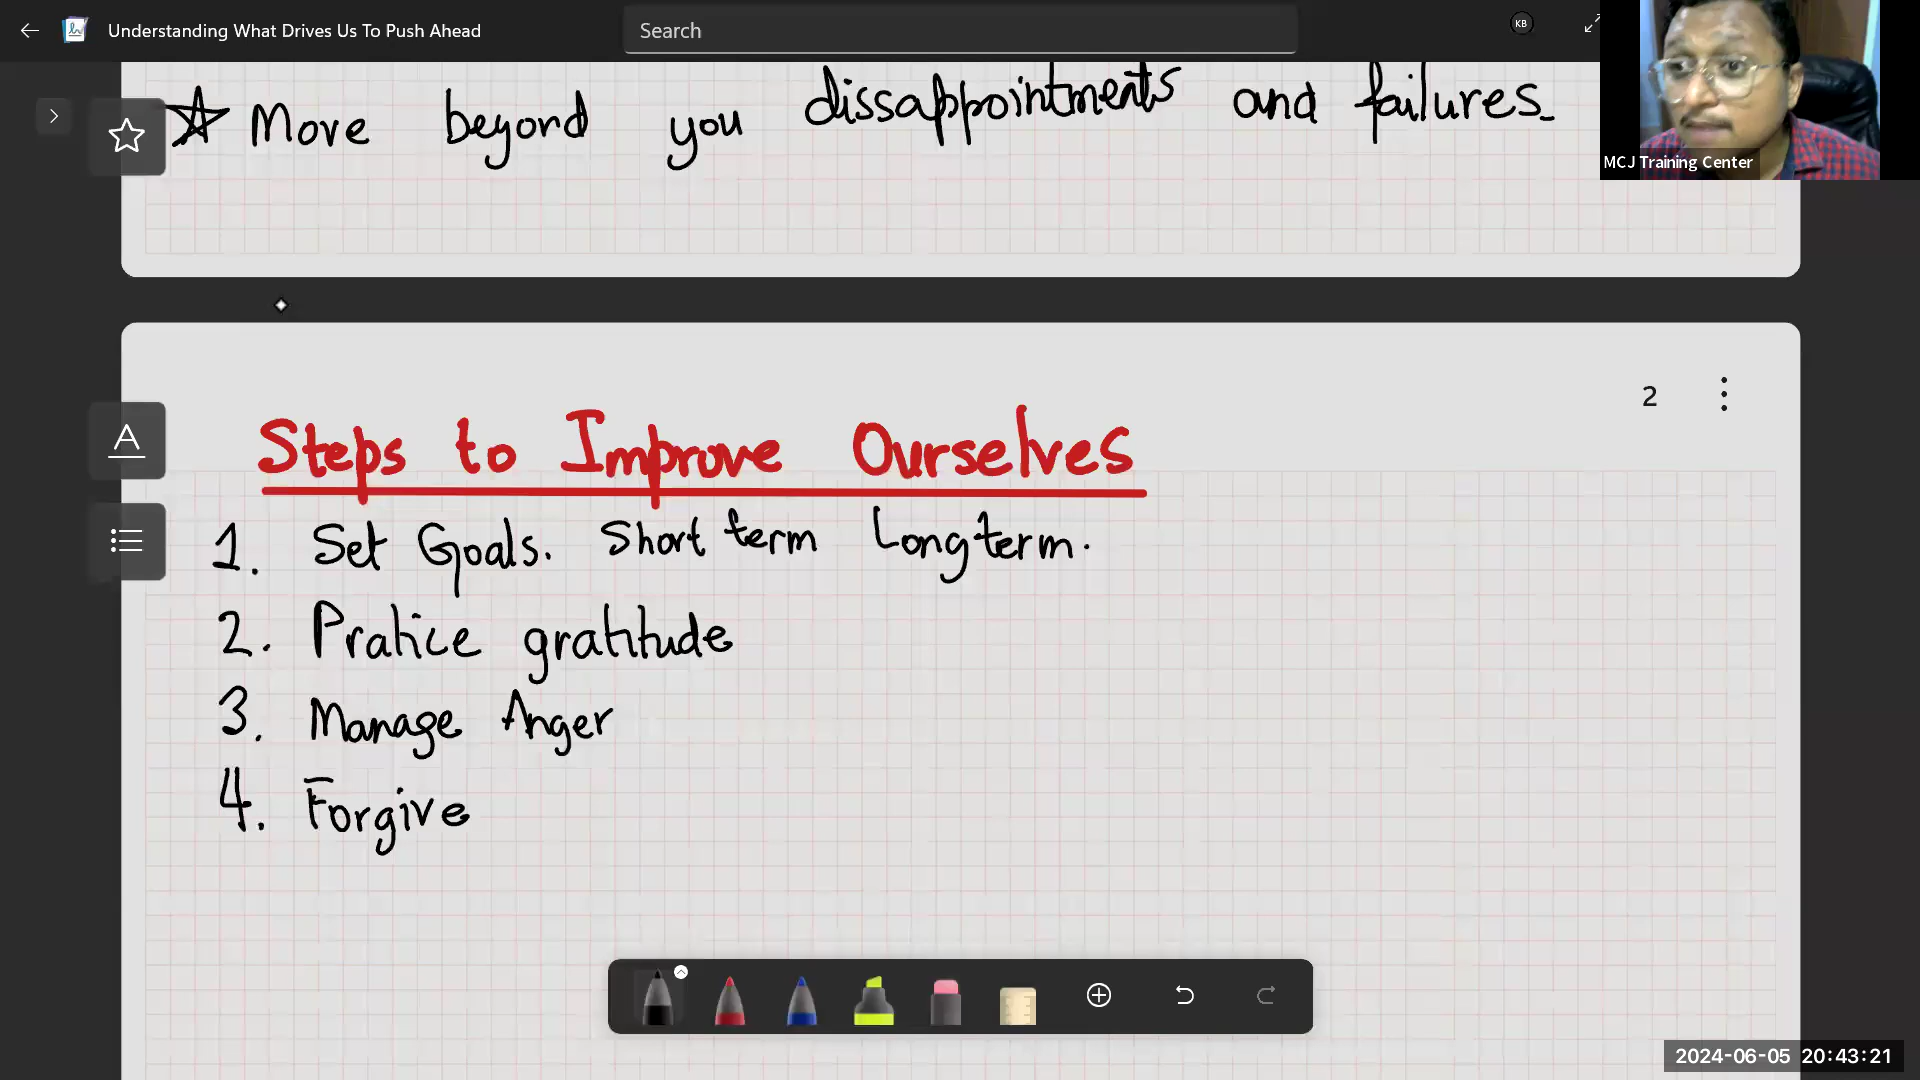 Understanding What Drives Us To Push Ahead
Search
KB
Move beyond you dissappointments and failures.
MCJ Training Center
2
Steps to Improve Ourselves
1. Set Goals. Short term Long term.
2. Pratice gratitude
3. Manage Anger
4. Forgive
2024-06-05 20:43:21